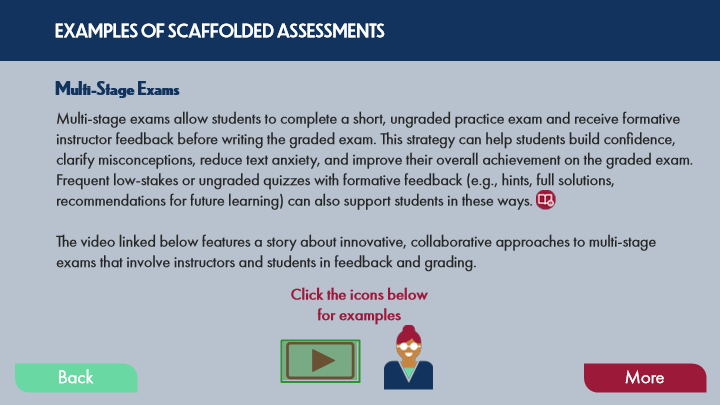 EXAMPLES OF SCAFFOLDED ASSESSMENTS
Multi-Stage Exams
Multi-stage exams allow students to complete a short, ungraded practice exam and receive formative
instructor feedback before writing the graded exam. This strategy can help students build confidence,
clarify misconceptions, reduce text anxiety, and improve their overall achievement on the graded exam.
Frequent low-stakes or ungraded quizzes with formative feedback (e.g., hints, full solutions,
recommendations for future learning) can also support students in these ways.
The video linked below features a story about innovative, collaborative approaches to multi-stage
exams that involve instructors and students in feedback and grading.
Click the icons below
for examples
Back
More